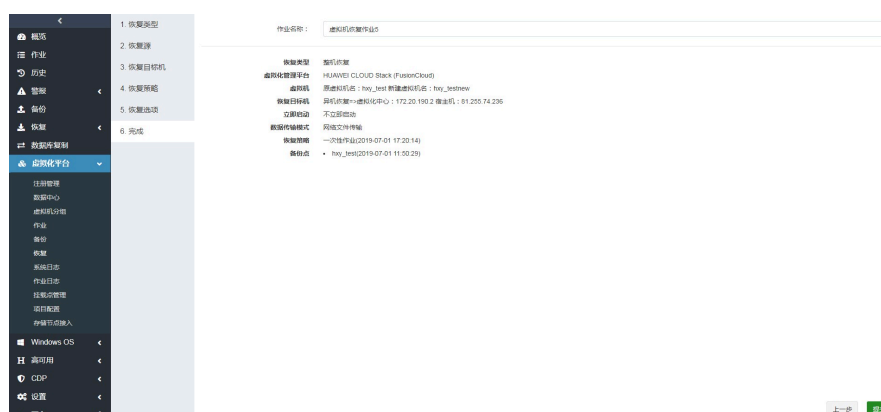 概览
作业
历史
警报
备份
恢复
数据库复制
虚拟化平台
注册管理
数据中心
虚拟机分组
作业
备份
恢复
系统日志
作业日志
挂载点管理
项目配置
存储节点接入
Windows OS
高可用
CDP
设置
1. 恢复类型
2. 恢复源
3. 恢复目标机
4. 恢复策略
5. 恢复选项
6. 完成
作业名称： 虚拟机恢复作业5
恢复类型 整机恢复
虚拟化管理平台 HUAWEI CLOUD Stack (FusionCloud)
虚拟机 原虚拟机名：hxy_test 新建虚拟机名：hxy_testnew
恢复目标机 异机恢复=>虚拟化中心：172.20.190.2 宿主机：81.255.74.236
立即启动 不立即启动
数据传输模式 网络文件传输
恢复策略 一次性作业(2019-07-01 17:20:14)
备份点 • hxy_test(2019-07-01 11:50:29)
上一步